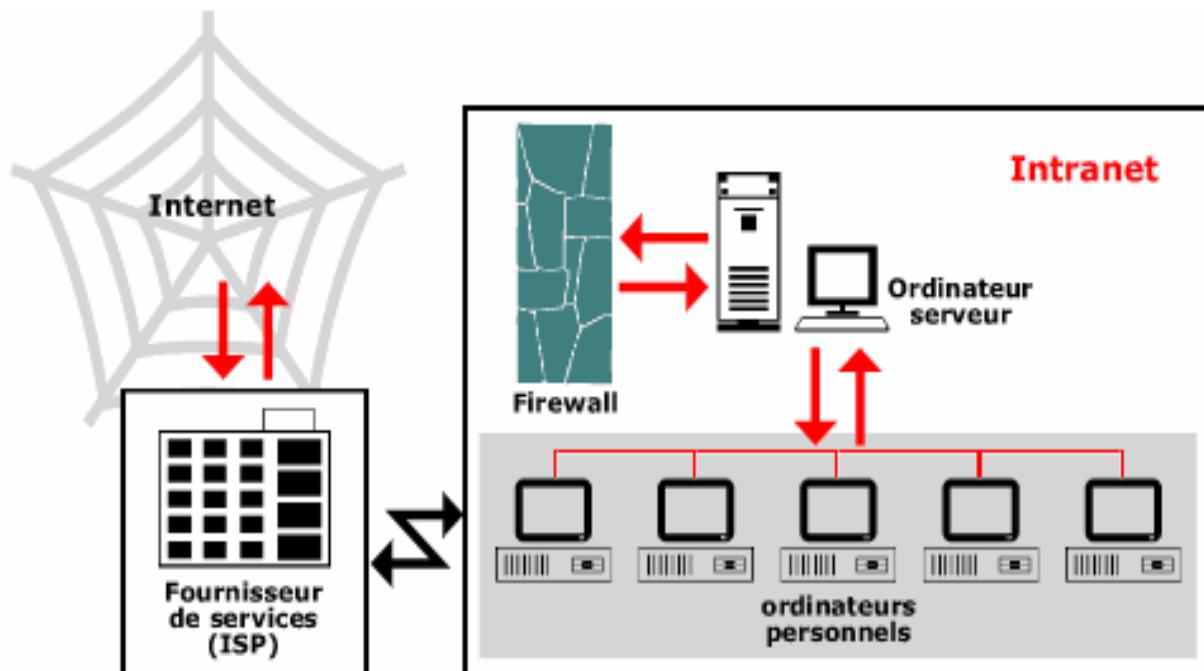 Internet
Intranet
Ordinateur
serveur
Firewall
Fournisseur
de services
(ISP)
ordinateurs
personnels